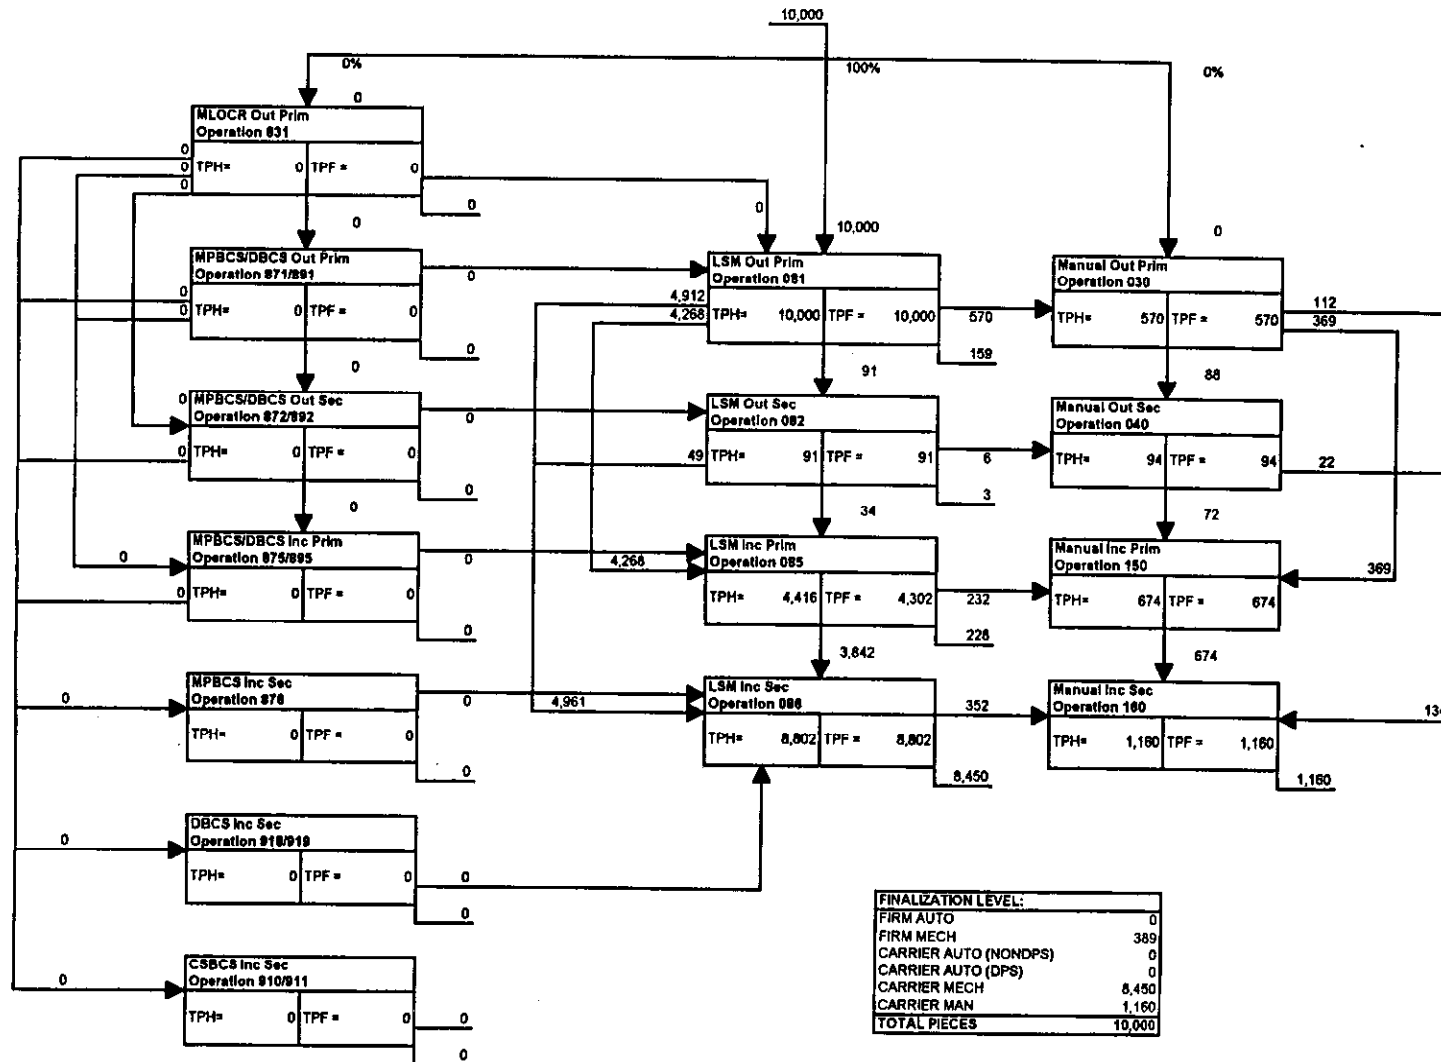 10,000
0%
100%
0%
0
MLOCR Out Prim
Operation 831
0
0
0
TPH= 0 TPF = 0
0
0
0
10,000
0
0
MPBCS/DBCS Out Prim
Operation 871/891
0
0
0
TPH= 0 TPF = 0
0
0
LSM Out Prim
Operation 081
4,912
4,268
TPH= 10,000 TPF = 10,000
570
159
91
Manual Out Prim
Operation 030
TPH= 570 TPF = 570
112
369
88
MPBCS/DBCS Out Sec
Operation 872/892
0
0
0
TPH= 0 TPF = 0
0
0
LSM Out Sec
Operation 082
49
TPH= 91 TPF = 91
6
3
34
Manual Out Sec
Operation 040
TPH= 94 TPF = 94
22
72
MPBCS/DBCS Inc Prim
Operation 875/895
0
0
0
TPH= 0 TPF = 0
0
LSM Inc Prim
Operation 085
4,268
TPH= 4,416 TPF = 4,302
232
228
3,842
Manual Inc Prim
Operation 150
369
TPH= 674 TPF = 674
674
MPBCS Inc Sec
Operation 876
0
0
TPH= 0 TPF = 0
0
LSM Inc Sec
Operation 086
4,961
352
TPH= 8,802 TPF = 8,802
8,450
Manual Inc Sec
Operation 160
TPH= 1,160 TPF = 1,160
1,160
DBCS Inc Sec
Operation 918/919
0
TPH= 0 TPF = 0
0
0
CSBCS Inc Sec
Operation 910/911
0
TPH= 0 TPF = 0
0
0
FINALIZATION LEVEL:
FIRM AUTO 0
FIRM MECH 389
CARRIER AUTO (NONDPS) 0
CARRIER AUTO (DPS) 0
CARRIER MECH 8,450
CARRIER MAN 1,160
TOTAL PIECES 10,000